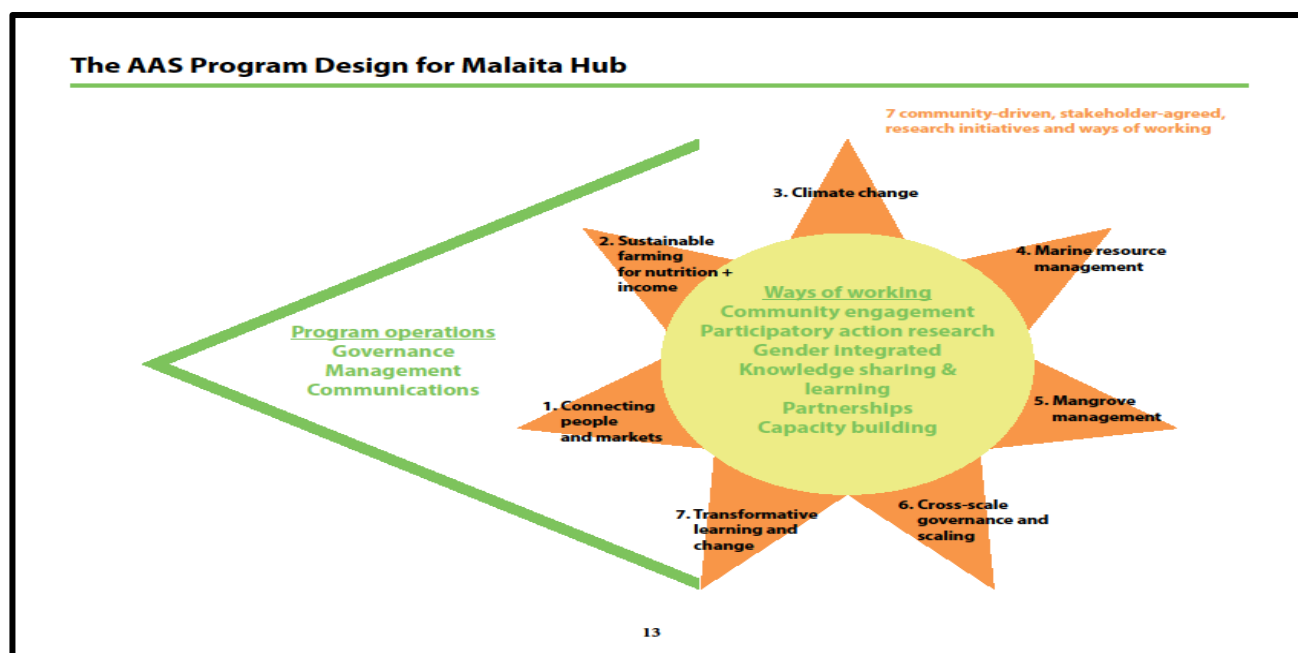 The AAS Program Design for Malaita Hub
7 community-driven, stakeholder-agreed,
research initiatives and ways of working
3. Climate change
2. Sustainable
farming
for nutrition +
income
4. Marine resource
management
Ways of working
Community engagement
Participatory action research
Gender integrated
Knowledge sharing &
learning
Partnerships
Capacity building
Program operations
Governance
Management
Communications
1. Connecting
people
and markets
5. Mangrove
management
7. Transformative
learning and
change
6. Cross-scale
governance and
scaling
13